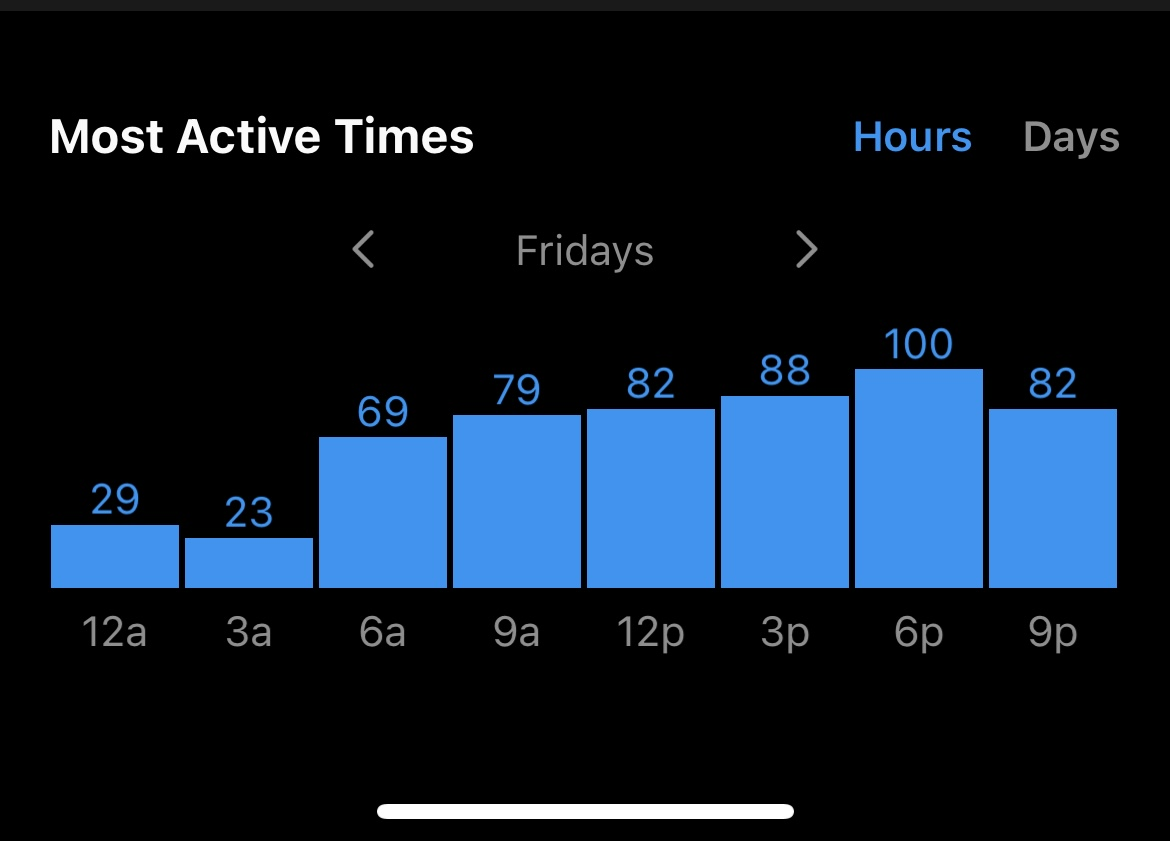 Most Active Times Hours Days
Fridays
29 23 69 79 82 88 100 82
12a 3a 6a 9a 12p 3p 6p 9p